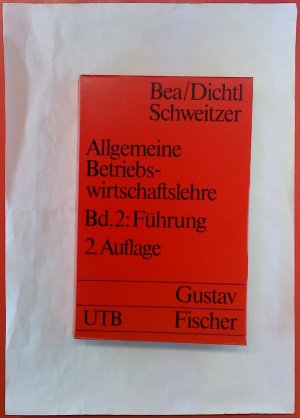 Bea/Dichtl
Schweitzer
Allgemeine
Betriebs-
wirtschaftslehre
Bd. 2: Führung
2. Auflage
Gustav
UTB Fischer